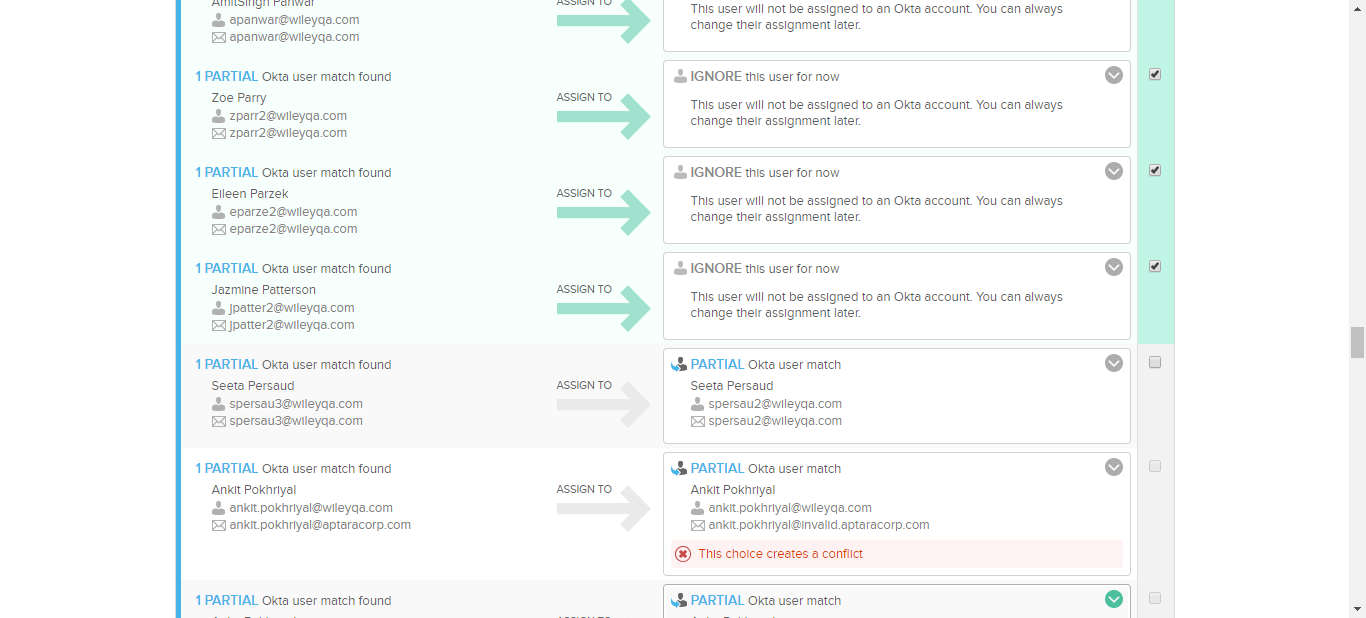 AmitSingh Panwar
apanwar@wileyqa.com
apanwar@wileyqa.com
ASSIGN TO
This user will not be assigned to an Okta account. You can always
change their assignment later.
1 PARTIAL Okta user match found
Zoe Parry
zparr2@wileyqa.com
zparr2@wileyqa.com
ASSIGN TO
IGNORE this user for now
This user will not be assigned to an Okta account. You can always
change their assignment later.
1 PARTIAL Okta user match found
Eileen Parzek
eparze2@wileyqa.com
eparze2@wileyqa.com
ASSIGN TO
IGNORE this user for now
This user will not be assigned to an Okta account. You can always
change their assignment later.
1 PARTIAL Okta user match found
Jazmine Patterson
jpatter2@wileyqa.com
jpatter2@wileyqa.com
ASSIGN TO
IGNORE this user for now
This user will not be assigned to an Okta account. You can always
change their assignment later.
1 PARTIAL Okta user match found
Seeta Persaud
spersau3@wileyqa.com
spersau3@wileyqa.com
ASSIGN TO
PARTIAL Okta user match
Seeta Persaud
spersau2@wileyqa.com
spersau2@wileyqa.com
1 PARTIAL Okta user match found
Ankit Pokhriyal
ankit.pokhriyal@wileyqa.com
ankit.pokhriyal@aptaracorp.com
ASSIGN TO
PARTIAL Okta user match
Ankit Pokhriyal
ankit.pokhriyal@wileyqa.com
ankit.pokhriyal@invalid.aptaracorp.com
This choice creates a conflict
1 PARTIAL Okta user match found
PARTIAL Okta user match